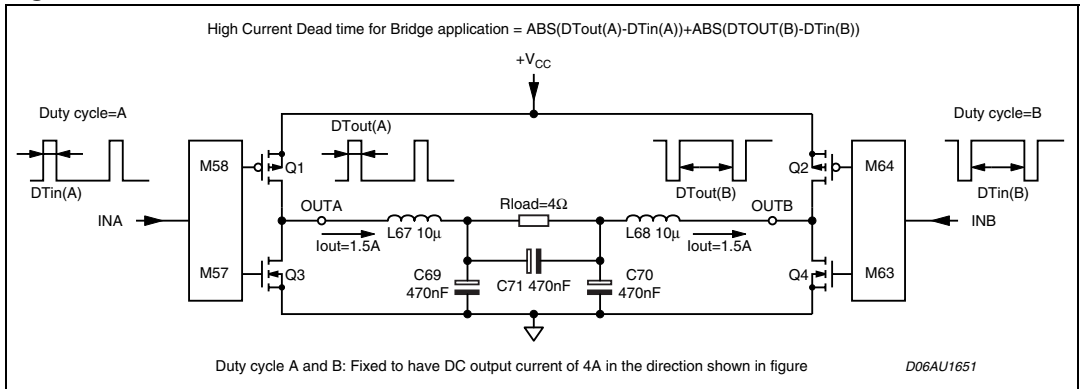 High Current Dead time for Bridge application = ABS(DTout(A)-DTin(A))+ABS(DTOUT(B)-DTin(B))
+VCC
Duty cycle=A
DTout(A)
Duty cycle=B
M58
Q1
Q2
M64
DTin(A)
DTout(B)
DTin(B)
OUTA
Rload=4Ω
OUTB
INA
INB
L67 10µ
L68 10µ
Iout=1.5A
Iout=1.5A
M57
Q3
C69
470nF
C71 470nF
C70
470nF
Q4
M63
Duty cycle A and B: Fixed to have DC output current of 4A in the direction shown in figure
D06AU1651